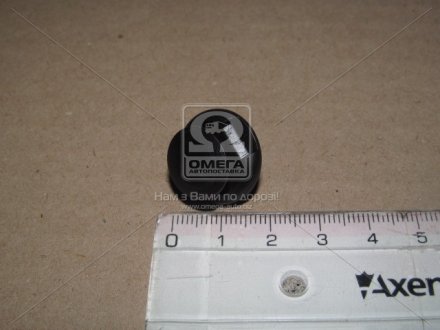 ОМЕГА
АВТОПОСТАВКА
Нам з Вами по дорозі!
www.omega-auto.biz
0 1 2 3 4 5
Axen